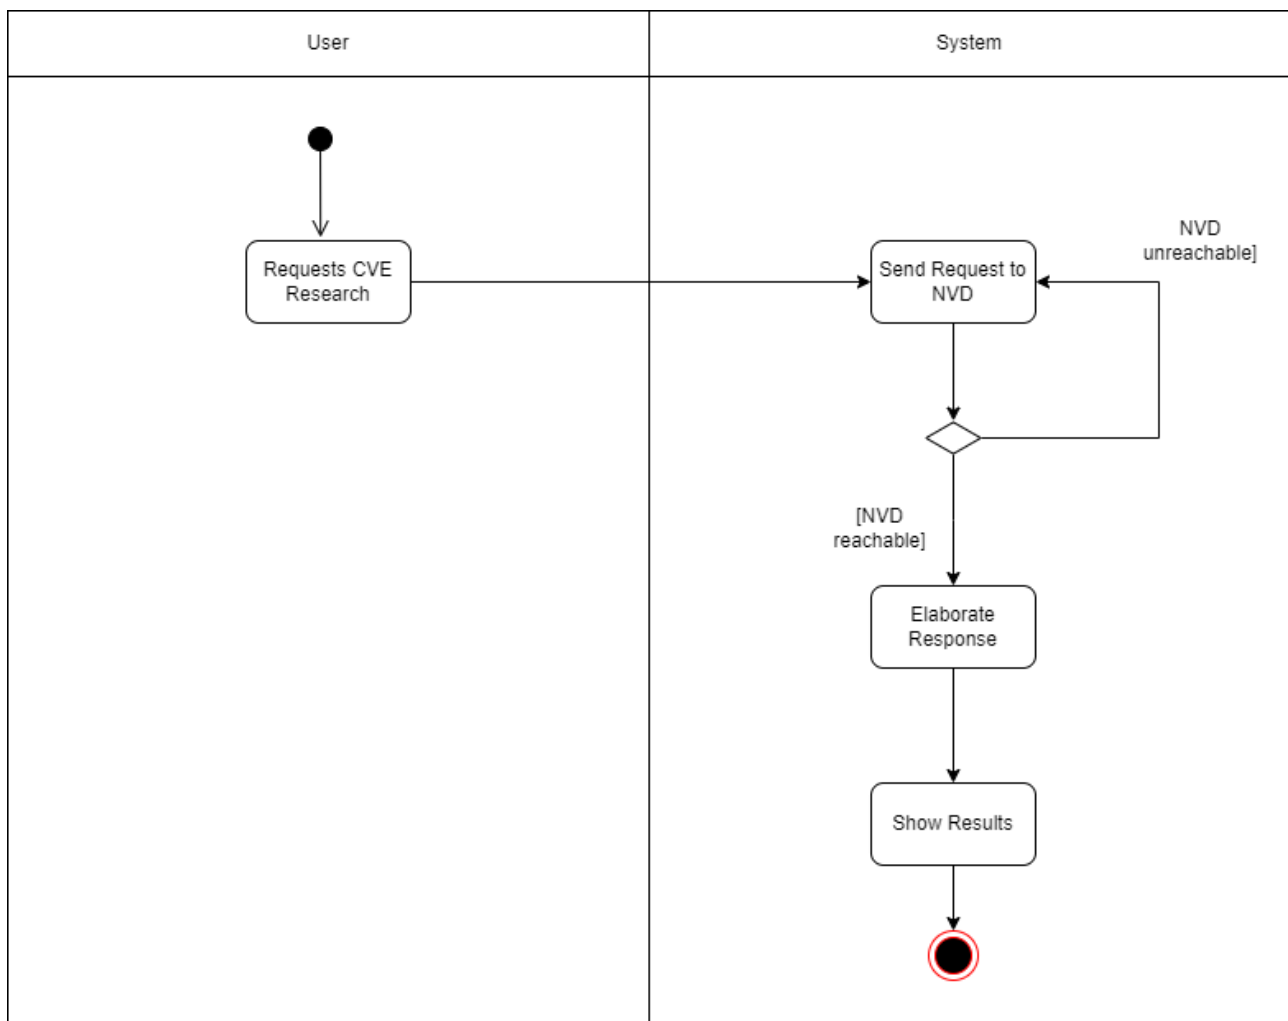 User
System
Requests CVE
Research
Send Request to
NVD
NVD
unreachable]
[NVD
reachable]
Elaborate
Response
Show Results